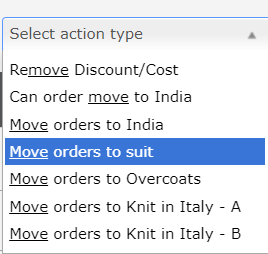 Select action type
Remove Discount/Cost
Can order move to India
Move orders to India
Move orders to suit
Move orders to Overcoats
Move orders to Knit in Italy - A
Move orders to Knit in Italy - B